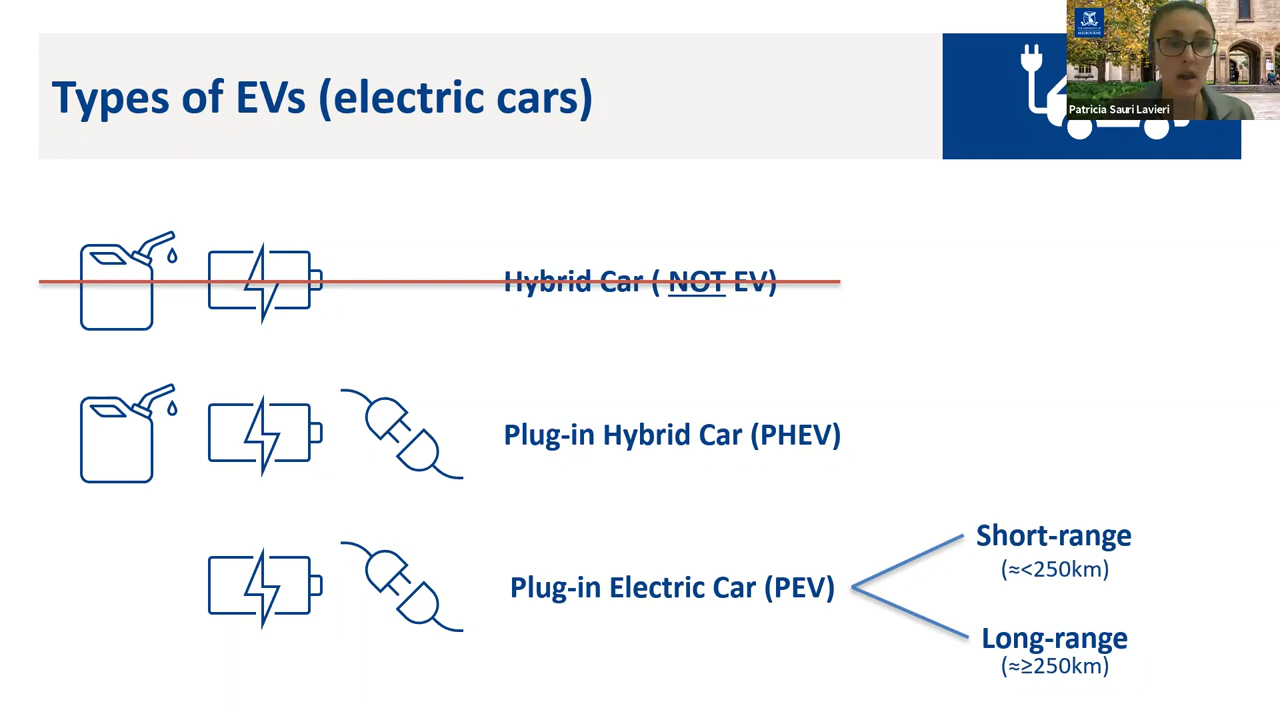 Types of EVs (electric cars)
MELBOURNE
Patricia Sauri Lavieri
Hybrid Car ( NOT EV)
Plug-in Hybrid Car (PHEV)
Plug-in Electric Car (PEV)
Short-range
(≈<250km)
Long-range
(≈≥250km)